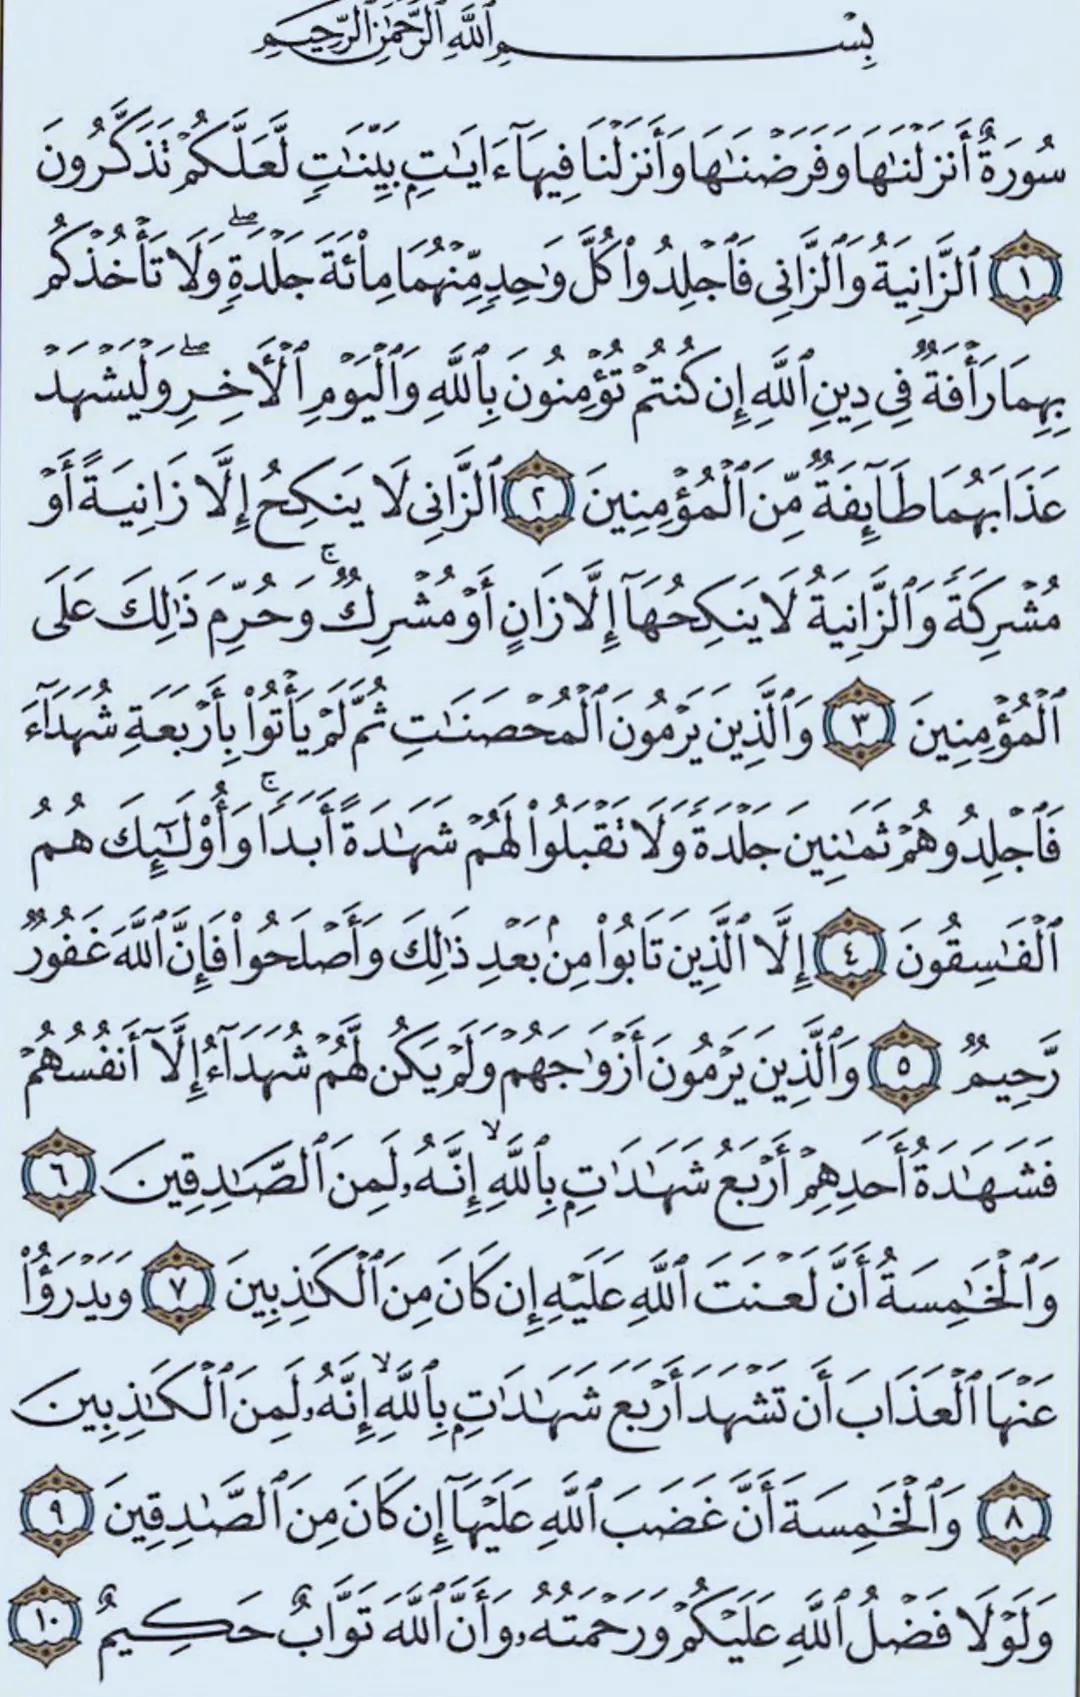 بِسْمِ ٱللَّهِ ٱلرَّحْمَٰنِ ٱلرَّحِيمِ
سُورَةٌ أَنزَلْنَٰهَا وَفَرَضْنَٰهَا وَأَنزَلْنَا فِيهَآ ءَايَٰتٍۭ بَيِّنَٰتٍ لَّعَلَّكُمْ تَذَكَّرُونَ
١ ٱلزَّانِيَةُ وَٱلزَّانِى فَٱجْلِدُوا۟ كُلَّ وَٰحِدٍ مِّنْهُمَا مِا۟ئَةَ جَلْدَةٍ ۖ وَلَا تَأْخُذْكُم
بِهِمَا رَأْفَةٌ فِى دِينِ ٱللَّهِ إِن كُنتُمْ تُؤْمِنُونَ بِٱللَّهِ وَٱلْيَوْمِ ٱلْءَاخِرِ ۖ وَلْيَشْهَدْ
عَذَابَهُمَا طَآئِفَةٌ مِّنَ ٱلْمُؤْمِنِينَ ٢ ٱلزَّانِى لَا يَنكِحُ إِلَّا زَانِيَةً أَوْ
مُشْرِكَةً وَٱلزَّانِيَةُ لَا يَنكِحُهَآ إِلَّا زَانٍ أَوْ مُشْرِكٌ ۚ وَحُرِّمَ ذَٰلِكَ عَلَى
ٱلْمُؤْمِنِينَ ٣ وَٱلَّذِينَ يَرْمُونَ ٱلْمُحْصَنَٰتِ ثُمَّ لَمْ يَأْتُوا۟ بِأَرْبَعَةِ شُهَدَآءَ
فَٱجْلِدُوهُمْ ثَمَٰنِينَ جَلْدَةً وَلَا تَقْبَلُوا۟ لَهُمْ شَهَٰدَةً أَبَدًا ۚ وَأُو۟لَٰٓئِكَ هُمُ
ٱلْفَٰسِقُونَ ٤ إِلَّا ٱلَّذِينَ تَابُوا۟ مِنۢ بَعْدِ ذَٰلِكَ وَأَصْلَحُوا۟ فَإِنَّ ٱللَّهَ غَفُورٌ
رَّحِيمٌ ٥ وَٱلَّذِينَ يَرْمُونَ أَزْوَٰجَهُمْ وَلَمْ يَكُن لَّهُمْ شُهَدَآءُ إِلَّآ أَنفُسُهُمْ
فَشَهَٰدَةُ أَحَدِهِمْ أَرْبَعُ شَهَٰدَٰتٍۭ بِٱللَّهِ ۙ إِنَّهُۥ لَمِنَ ٱلصَّٰدِقِينَ ٦
وَٱلْخَٰمِسَةُ أَنَّ لَعْنَتَ ٱللَّهِ عَلَيْهِ إِن كَانَ مِنَ ٱلْكَٰذِبِينَ ٧ وَيَدْرَؤُا۟
عَنْهَا ٱلْعَذَابَ أَن تَشْهَدَ أَرْبَعَ شَهَٰدَٰتٍۭ بِٱللَّهِ ۙ إِنَّهُۥ لَمِنَ ٱلْكَٰذِبِينَ
٨ وَٱلْخَٰمِسَةَ أَنَّ غَضَبَ ٱللَّهِ عَلَيْهَآ إِن كَانَ مِنَ ٱلصَّٰدِقِينَ ٩
وَلَوْلَا فَضْلُ ٱللَّهِ عَلَيْكُمْ وَرَحْمَتُهُۥ وَأَنَّ ٱللَّهَ تَوَّابٌ حَكِيمٌ ١٠